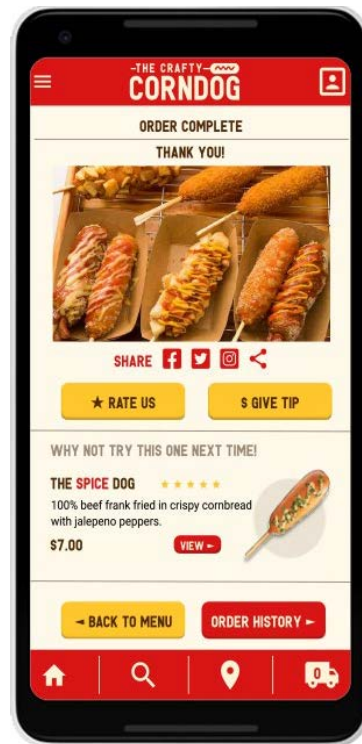 THE CRAFTY
CORNDOG
ORDER COMPLETE
THANK YOU!
SHARE
★ RATE US
$ GIVE TIP
WHY NOT TRY THIS ONE NEXT TIME!
THE SPICE DOG ★★★★★
100% beef frank fried in crispy cornbread
with jalepeno peppers.
$7.00
VIEW ►
◄ BACK TO MENU
ORDER HISTORY ►
0